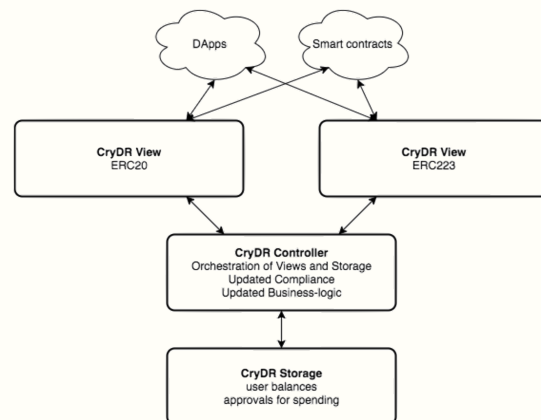 DApps
Smart contracts
CryDR View
ERC20
CryDR View
ERC223
CryDR Controller
Orchestration of Views and Storage
Updated Compliance
Updated Business-logic
CryDR Storage
user balances
approvals for spending